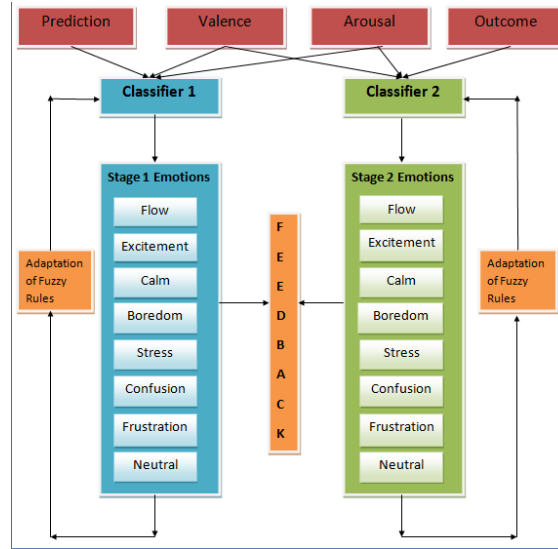 Prediction
Valence
Arousal
Outcome
Classifier 1
Classifier 2
Stage 1 Emotions
Flow
Excitement
Calm
Boredom
Stress
Confusion
Frustration
Neutral
Stage 2 Emotions
Flow
Excitement
Calm
Boredom
Stress
Confusion
Frustration
Neutral
Adaptation
of Fuzzy
Rules
F
E
E
D
B
A
C
K
Adaptation
of Fuzzy
Rules